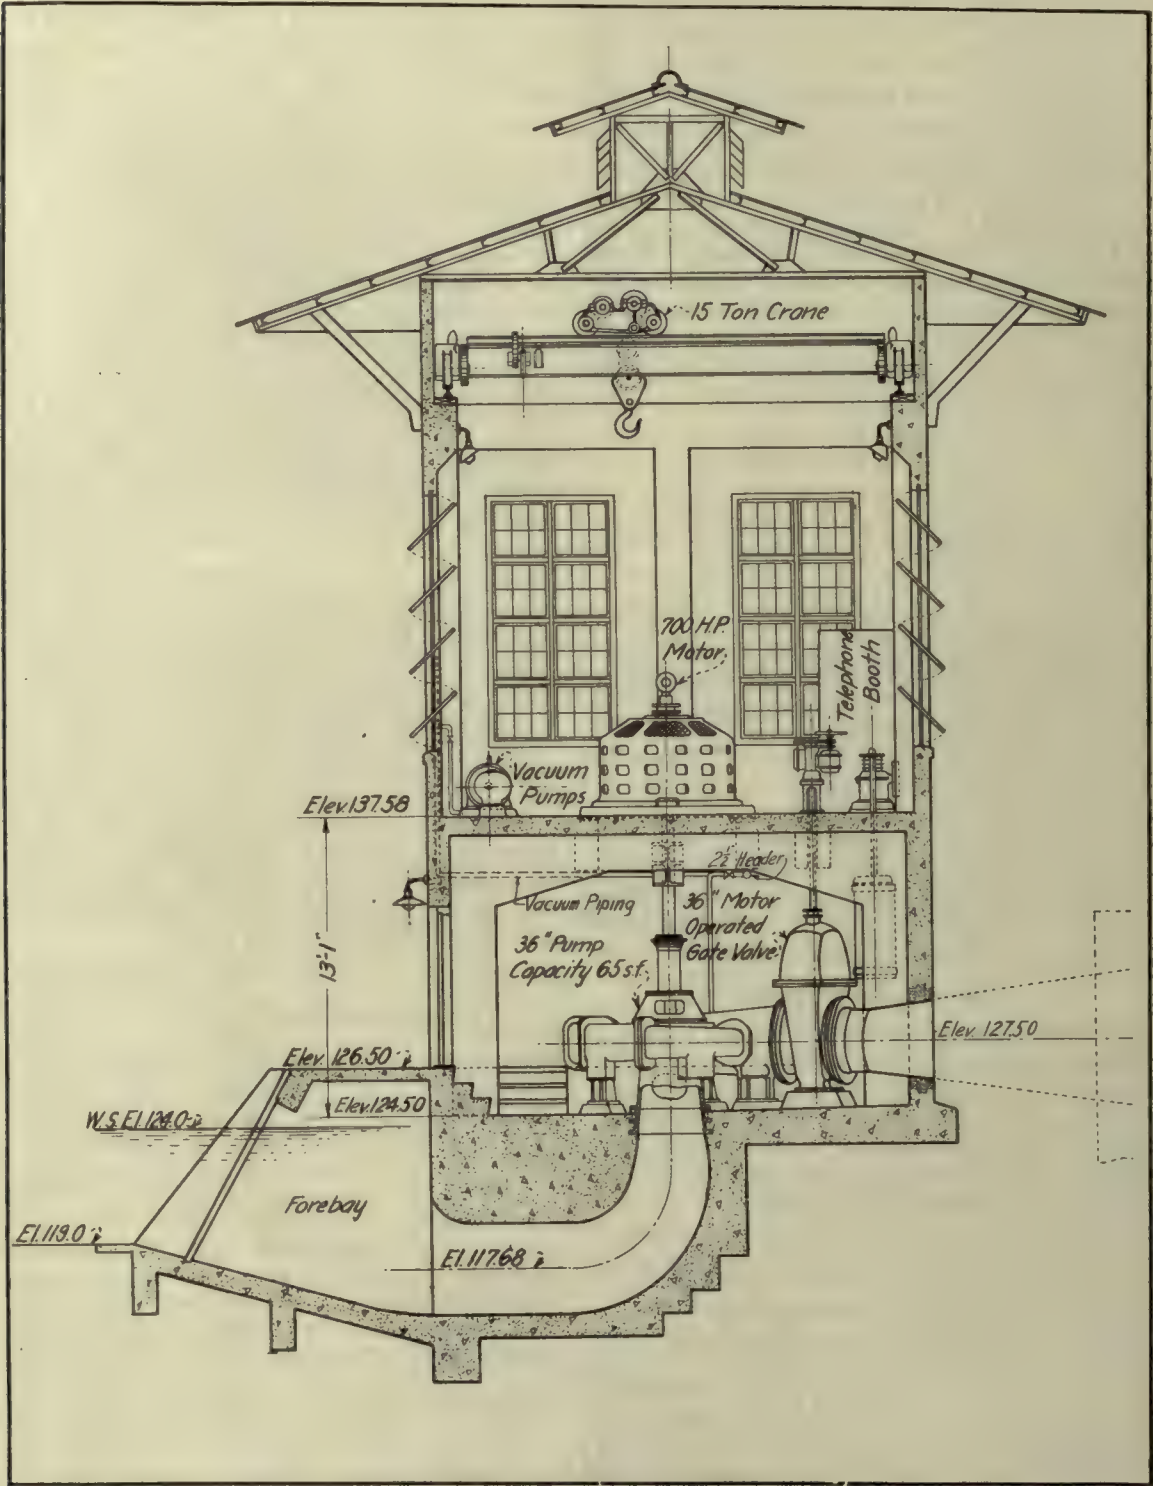 15 Ton Crane
700 H.P.
Motor
Telephone
Booth
Vacuum
Pumps
Elev. 137.58
2½" Header
Vacuum Piping
36" Motor
Operated
Gate Valve
36" Pump
Capacity 65 s.f.
13'-1"
Elev. 127.50
Elev. 126.50
Elev. 124.50
W.S. El. 124.0
Forebay
El. 119.0
El. 117.68